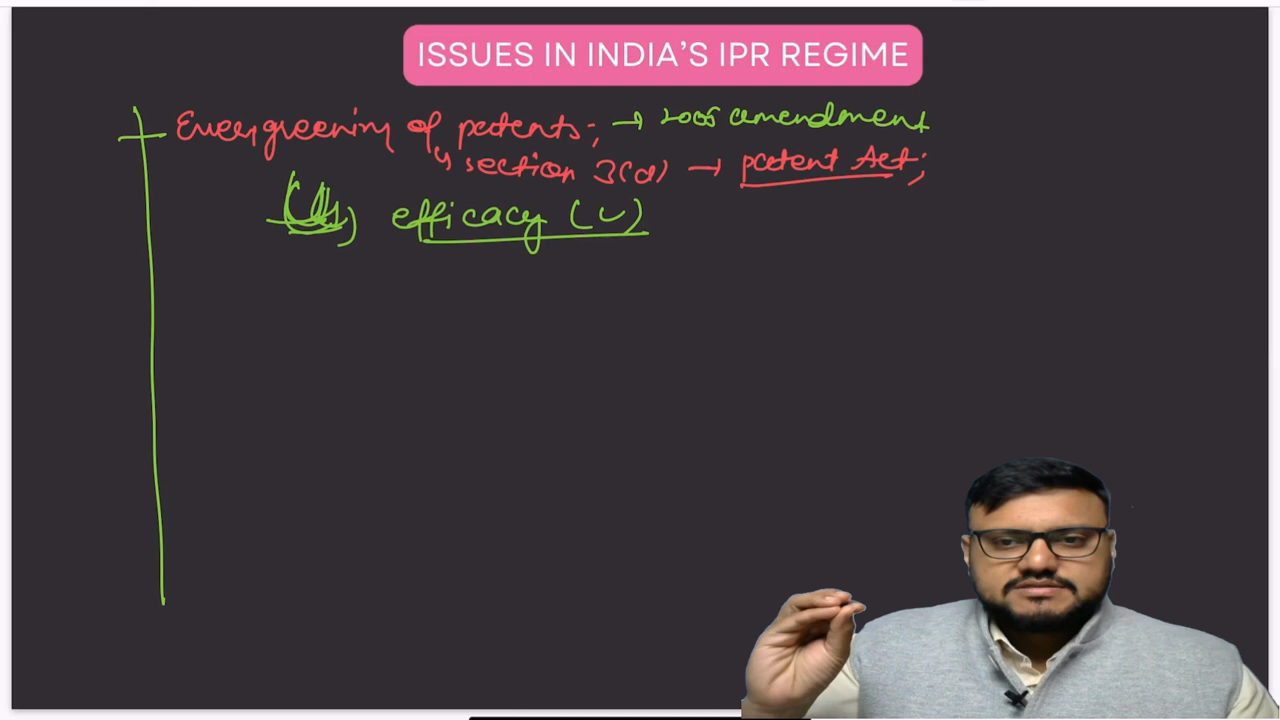 ISSUES IN INDIA'S IPR REGIME
Evergreening of patents; → 2005 amendment
↳ section 3(d) → patent Act;
efficacy (✓)